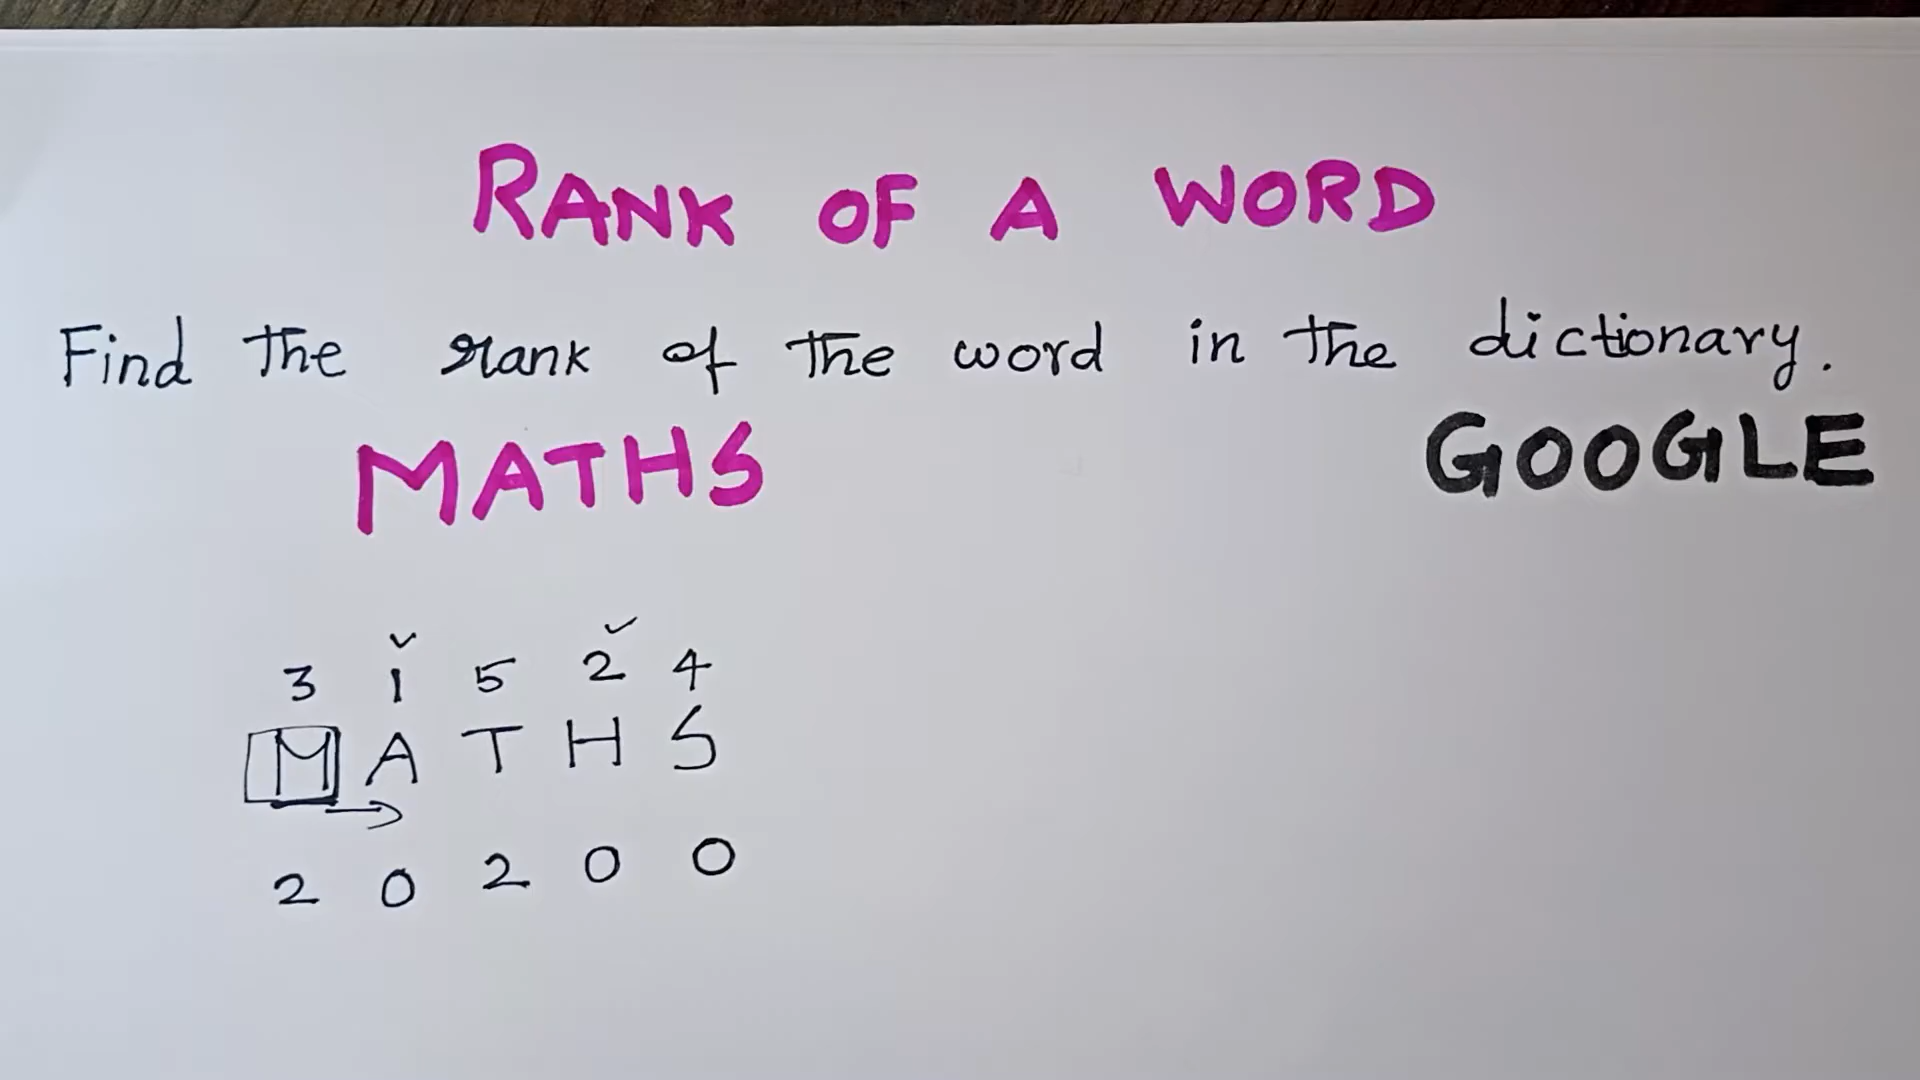 RANK OF A WORD
Find the rank of the word in the dictionary.
MATHS GOOGLE
3 1 5 2 4
M A T H S
2 0 2 0 0